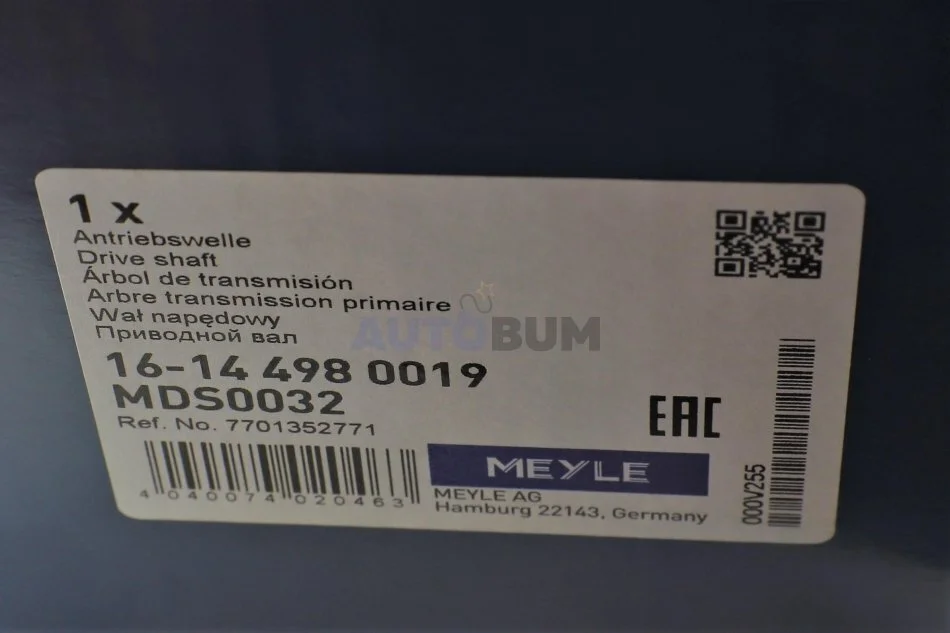 1 x
Antriebswelle
Drive shaft
Árbol de transmisión
Arbre transmission primaire
Wał napędowy
Приводной вал
16-14 498 0019
MDS0032
Ref. No. 7701352771
4 040074 020463
EAC
MEYLE
MEYLE AG
Hamburg 22143, Germany
000V255
AUTOBUM